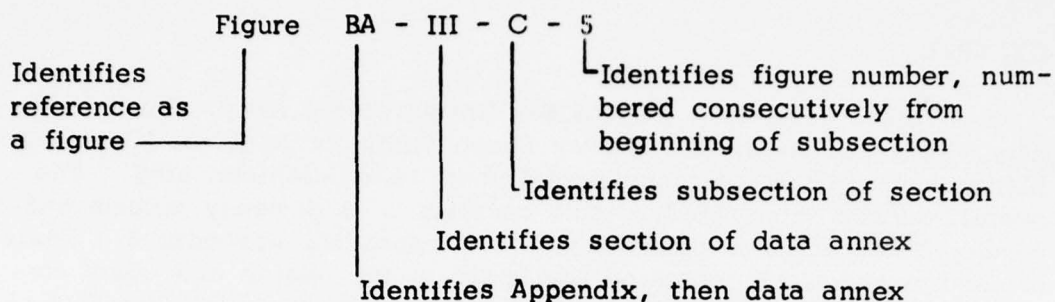 Figure BA - III - C - 5
Identifies
reference as
a figure
Identifies figure number, num-
bered consecutively from
beginning of subsection
Identifies subsection of section
Identifies section of data annex
Identifies Appendix, then data annex